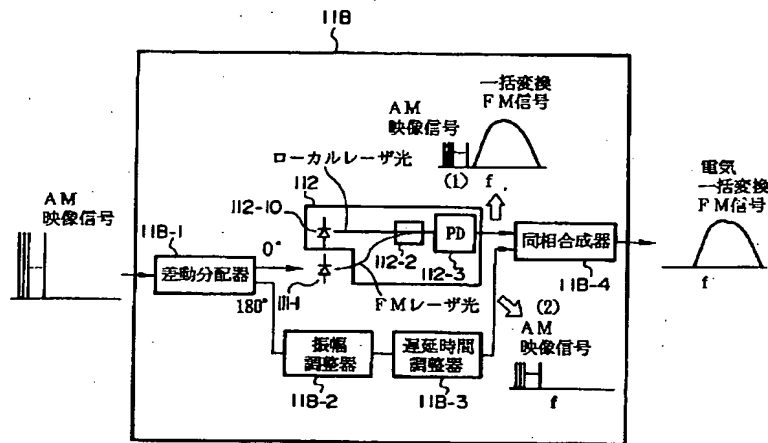 118
一括変換
FM信号
AM
映像信号
(1)
f
ローカルレーザ光
112
112-10
PD
112-2
112-3
電気
一括変換
FM信号
f
AM
映像信号
118-1
差動分配器
0°
180°
111-1
FMレーザ光
同相合成器
118-4
(2)
AM
映像信号
f
振幅
調整器
118-2
遅延時間
調整器
118-3